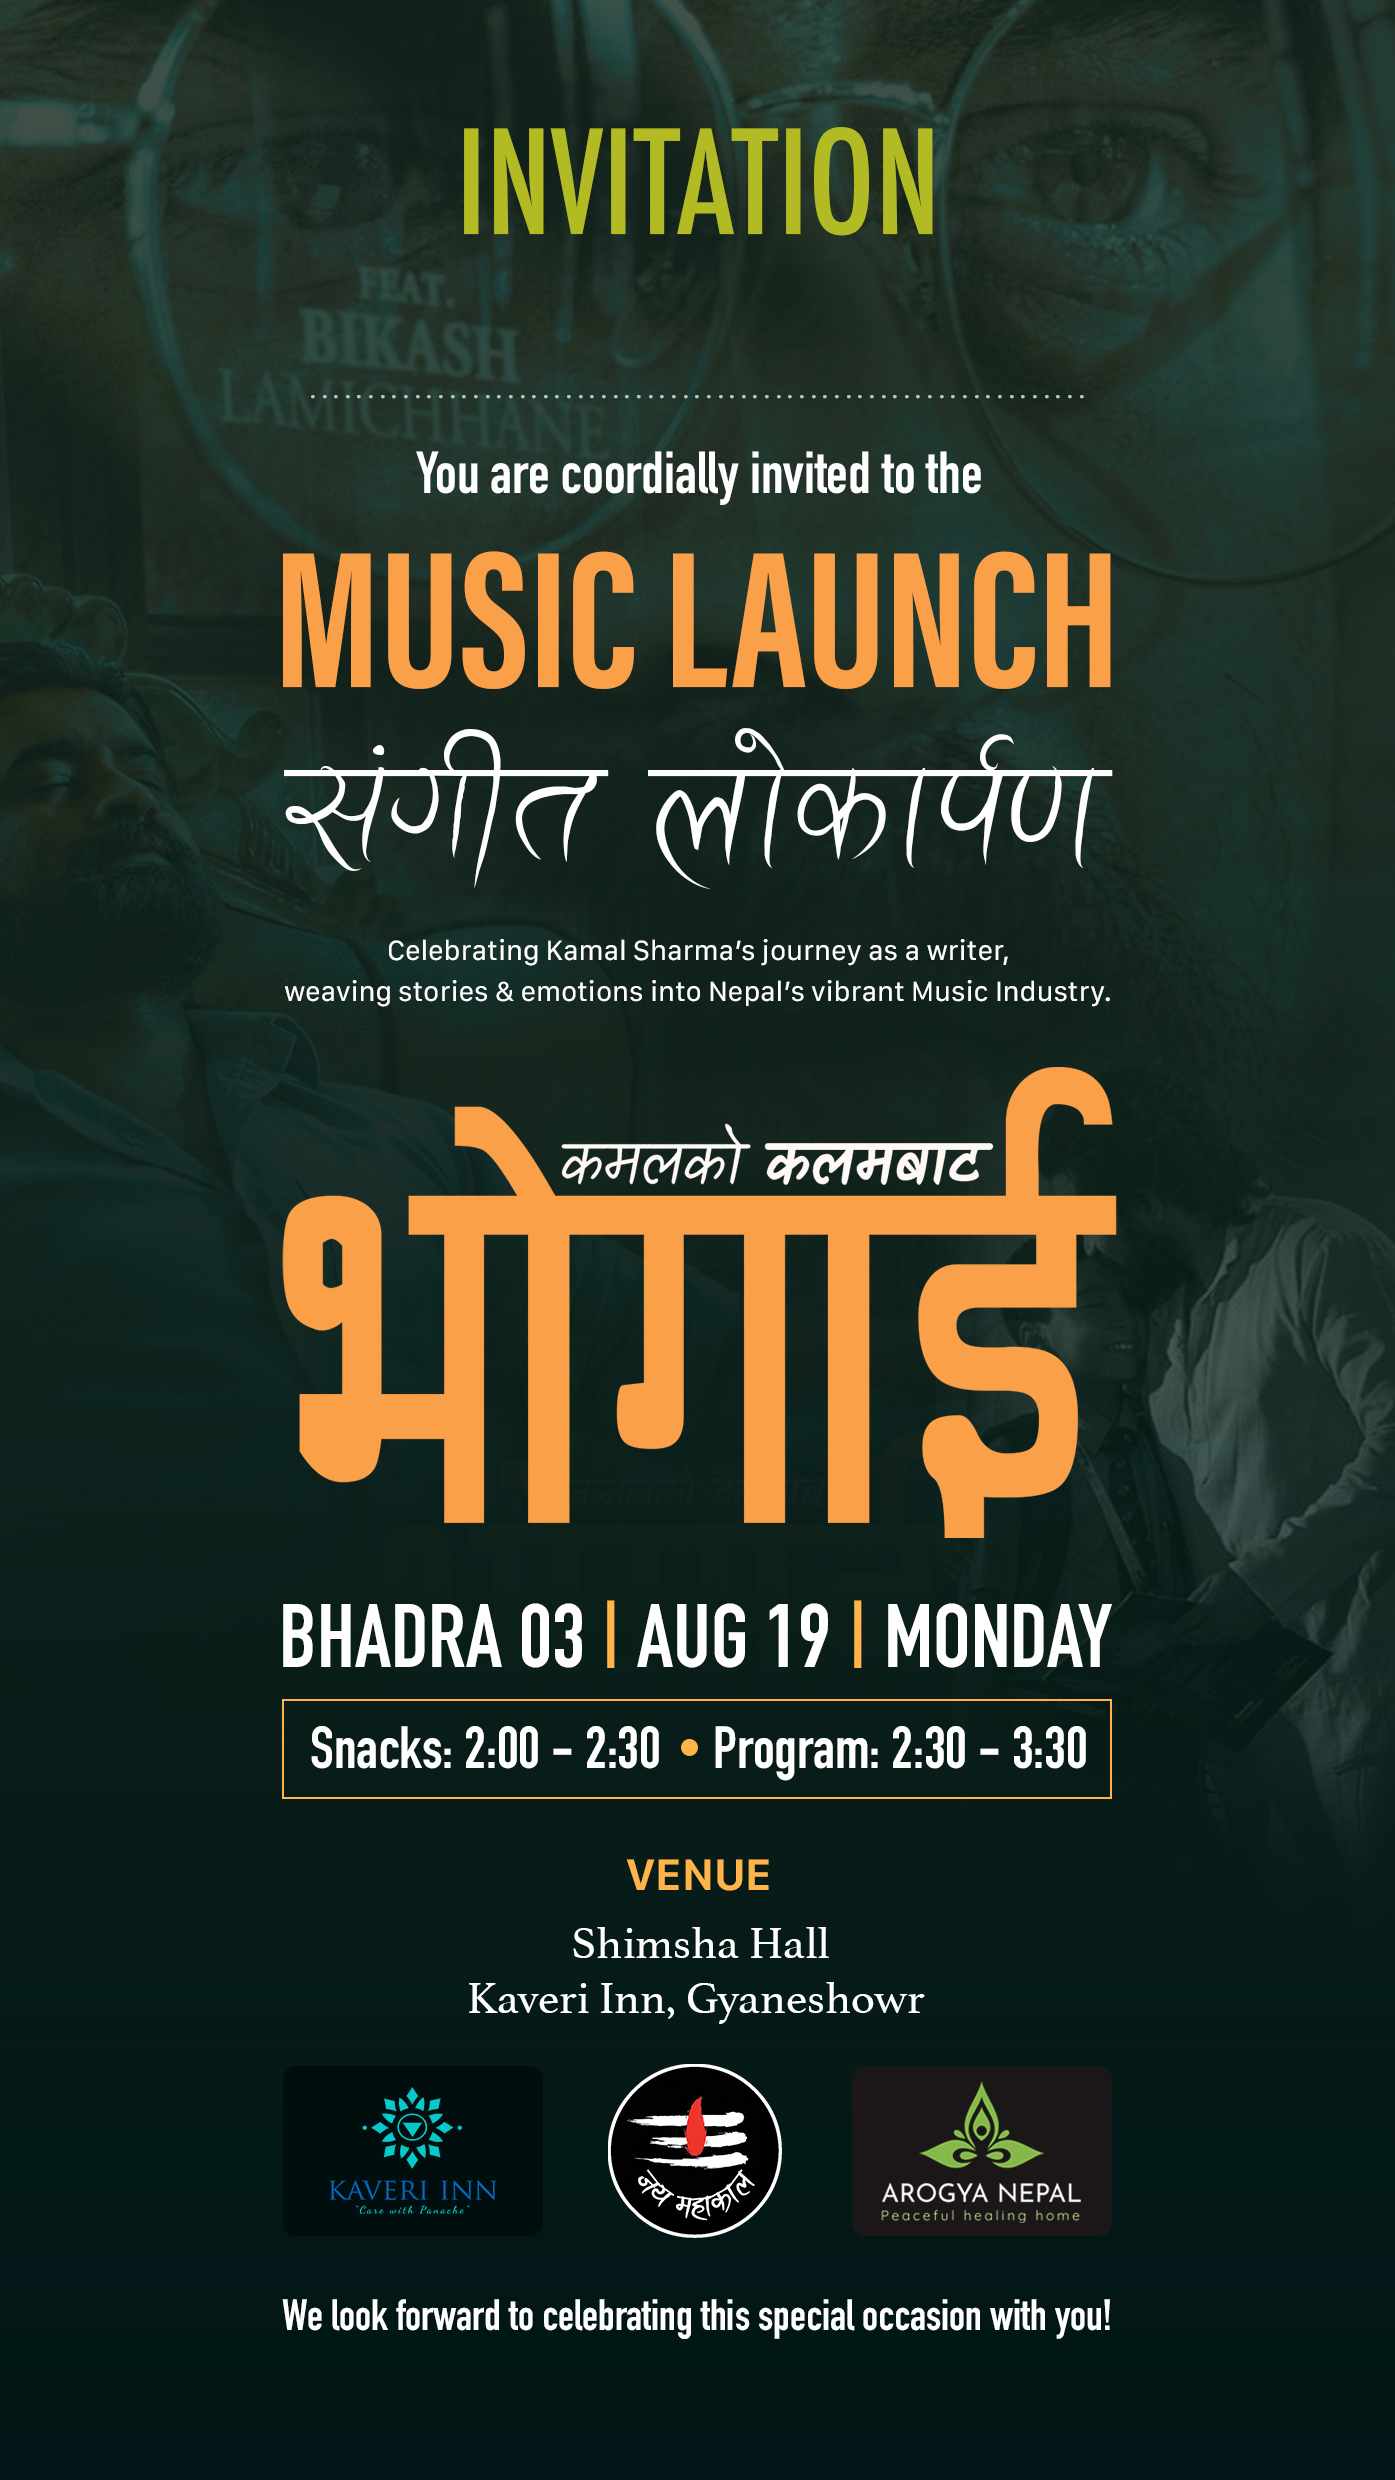 INVITATION
FEAT.
BIKASH
LAMICHHANE
You are coordially invited to the
MUSIC LAUNCH
संगीत लोकार्पण
Celebrating Kamal Sharma’s journey as a writer,
weaving stories & emotions into Nepal’s vibrant Music Industry.
कमलको कलमबाट
भोगाई
BHADRA 03 | AUG 19 | MONDAY
Snacks: 2:00 – 2:30 • Program: 2:30 – 3:30
VENUE
Shimsha Hall
Kaveri Inn, Gyaneshowr
KAVERI INN
"Care with Panache"
जय महाकाल
AROGYA NEPAL
Peaceful healing home
We look forward to celebrating this special occasion with you!